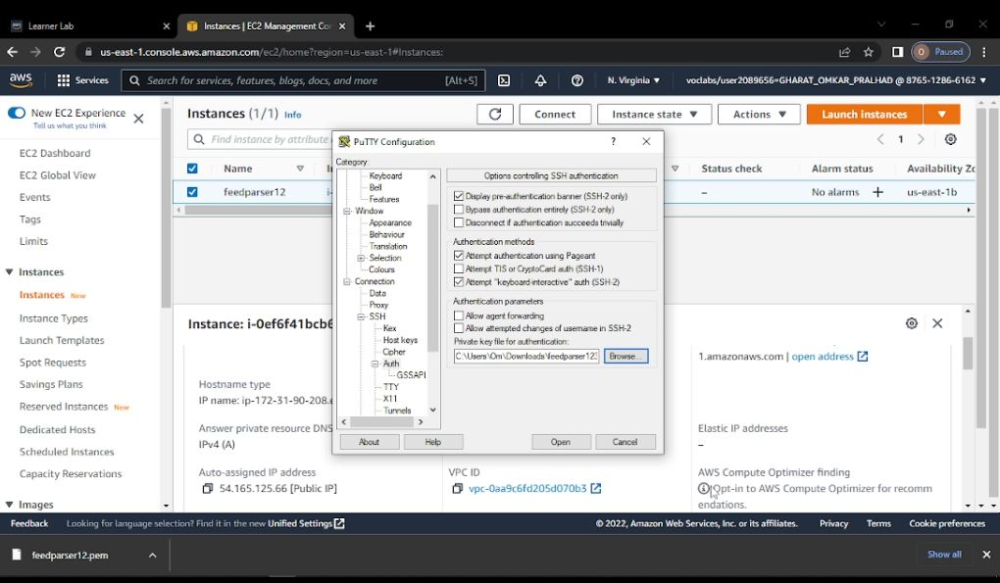 Learner Lab
Instances | EC2 Management Con
us-east-1.console.aws.amazon.com/ec2/home?region=us-east-1#Instances:
Paused
aws
Services
Search for services, features, blogs, docs, and more
[Alt+S]
N. Virginia
voclabs/user2089656=GHARAT_OMKAR_PRALHAD @ 8765-1286-6162
New EC2 Experience
Tell us what you think
EC2 Dashboard
EC2 Global View
Events
Tags
Limits
Instances
Instances New
Instance Types
Launch Templates
Spot Requests
Savings Plans
Reserved Instances New
Dedicated Hosts
Scheduled Instances
Capacity Reservations
Images
Instances (1/1) Info
Connect
Instance state
Actions
Launch instances
Find instance by attribute
1
Name
Status check
Alarm status
Availability Zo
feedparser12
i-
–
No alarms
us-east-1b
PuTTY Configuration
?
Category:
Keyboard
Bell
Features
Window
Appearance
Behaviour
Translation
Selection
Colours
Connection
Data
Proxy
SSH
Kex
Host keys
Cipher
Auth
GSSAPI
TTY
X11
Tunnels
Options controlling SSH authentication
Display pre-authentication banner (SSH-2 only)
Bypass authentication entirely (SSH-2 only)
Disconnect if authentication succeeds trivially
Authentication methods
Attempt authentication using Pageant
Attempt TIS or CryptoCard auth (SSH-1)
Attempt "keyboard-interactive" auth (SSH-2)
Authentication parameters
Allow agent forwarding
Allow attempted changes of username in SSH-2
Private key file for authentication:
C:\Users\Om\Downloads\feedparser123
Browse...
About
Help
Open
Cancel
Instance: i-0ef6f41bcb6
1.amazonaws.com | open address
Hostname type
IP name: ip-172-31-90-208.e
Answer private resource DNS
IPv4 (A)
Elastic IP addresses
–
Auto-assigned IP address
54.165.125.66 [Public IP]
VPC ID
vpc-0aa9c6fd205d070b3
AWS Compute Optimizer finding
Opt-in to AWS Compute Optimizer for recomm
endations.
Feedback
Looking for language selection? Find it in the new Unified Settings
© 2022, Amazon Web Services, Inc. or its affiliates.
Privacy
Terms
Cookie preferences
feedparser12.pem
Show all